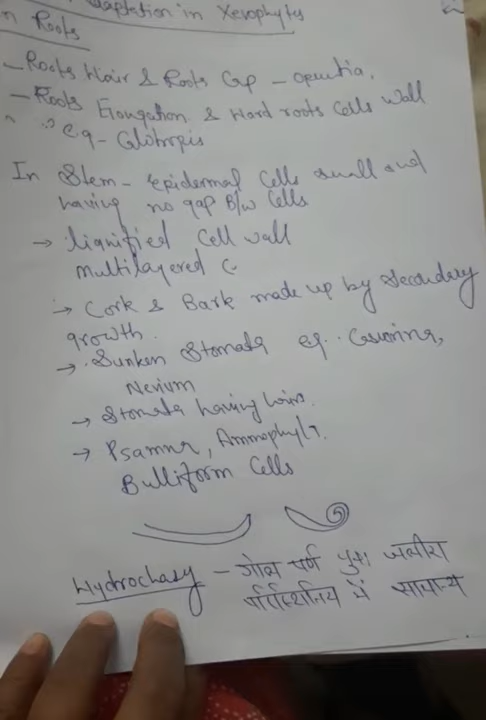 Adaptation in Xerophytes
In Roots
- Roots Hair & Roots Cap - Opuntia.
- Roots Elongation & Hard roots Cells wall
eg - Calotropis
In Stem - Epidermal Cells small and
having no gap B/w Cells
→ lignified Cell wall
multilayered C
→ Cork & Bark made up by Secondary
growth.
→ Sunken Stomata eg. Casurina,
Nerium
→ Stomata having hairs.
→ Psamma, Ammophyla.
Bulliform Cells
Hydrochasy - गोल पर्ण जलीय
में सामान्य